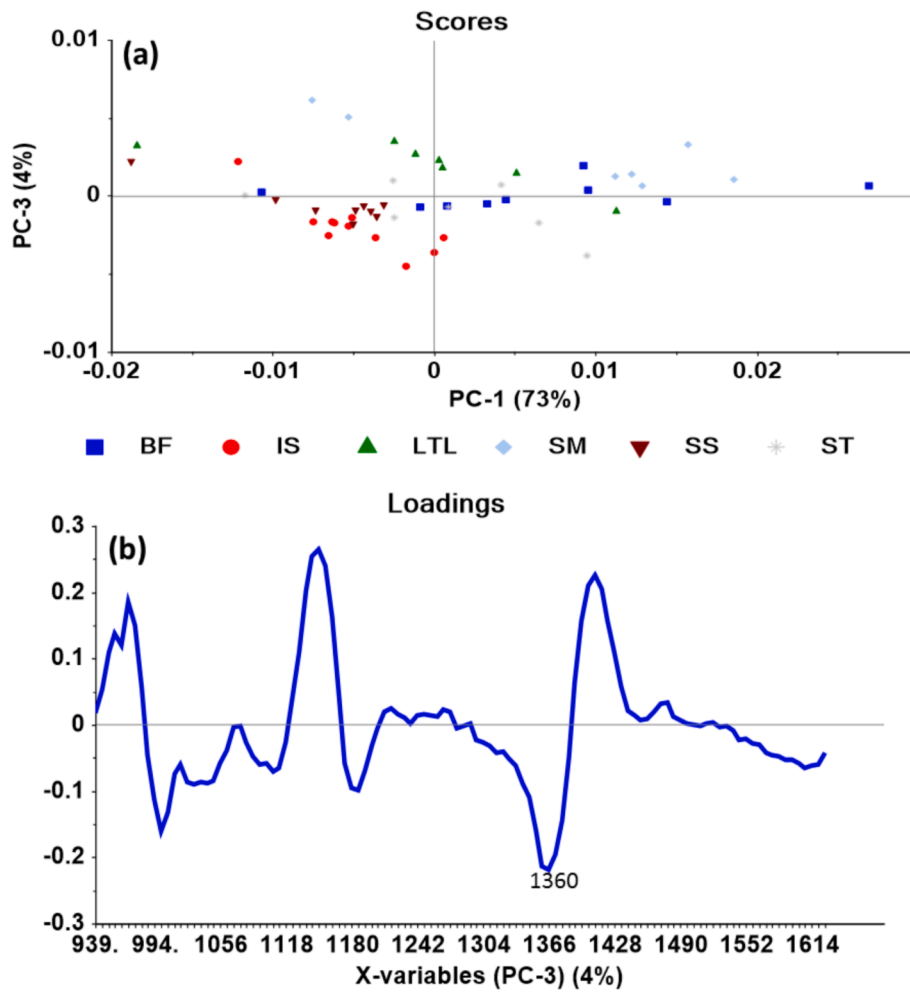 Scores
(a)
0.01
0
-0.01
PC-3 (4%)
-0.02 -0.01 0 0.01 0.02
PC-1 (73%)
BF IS LTL SM SS ST
Loadings
(b)
0.3
0.2
0.1
0
-0.1
-0.2
-0.3
1360
939. 994. 1056 1118 1180 1242 1304 1366 1428 1490 1552 1614
X-variables (PC-3) (4%)